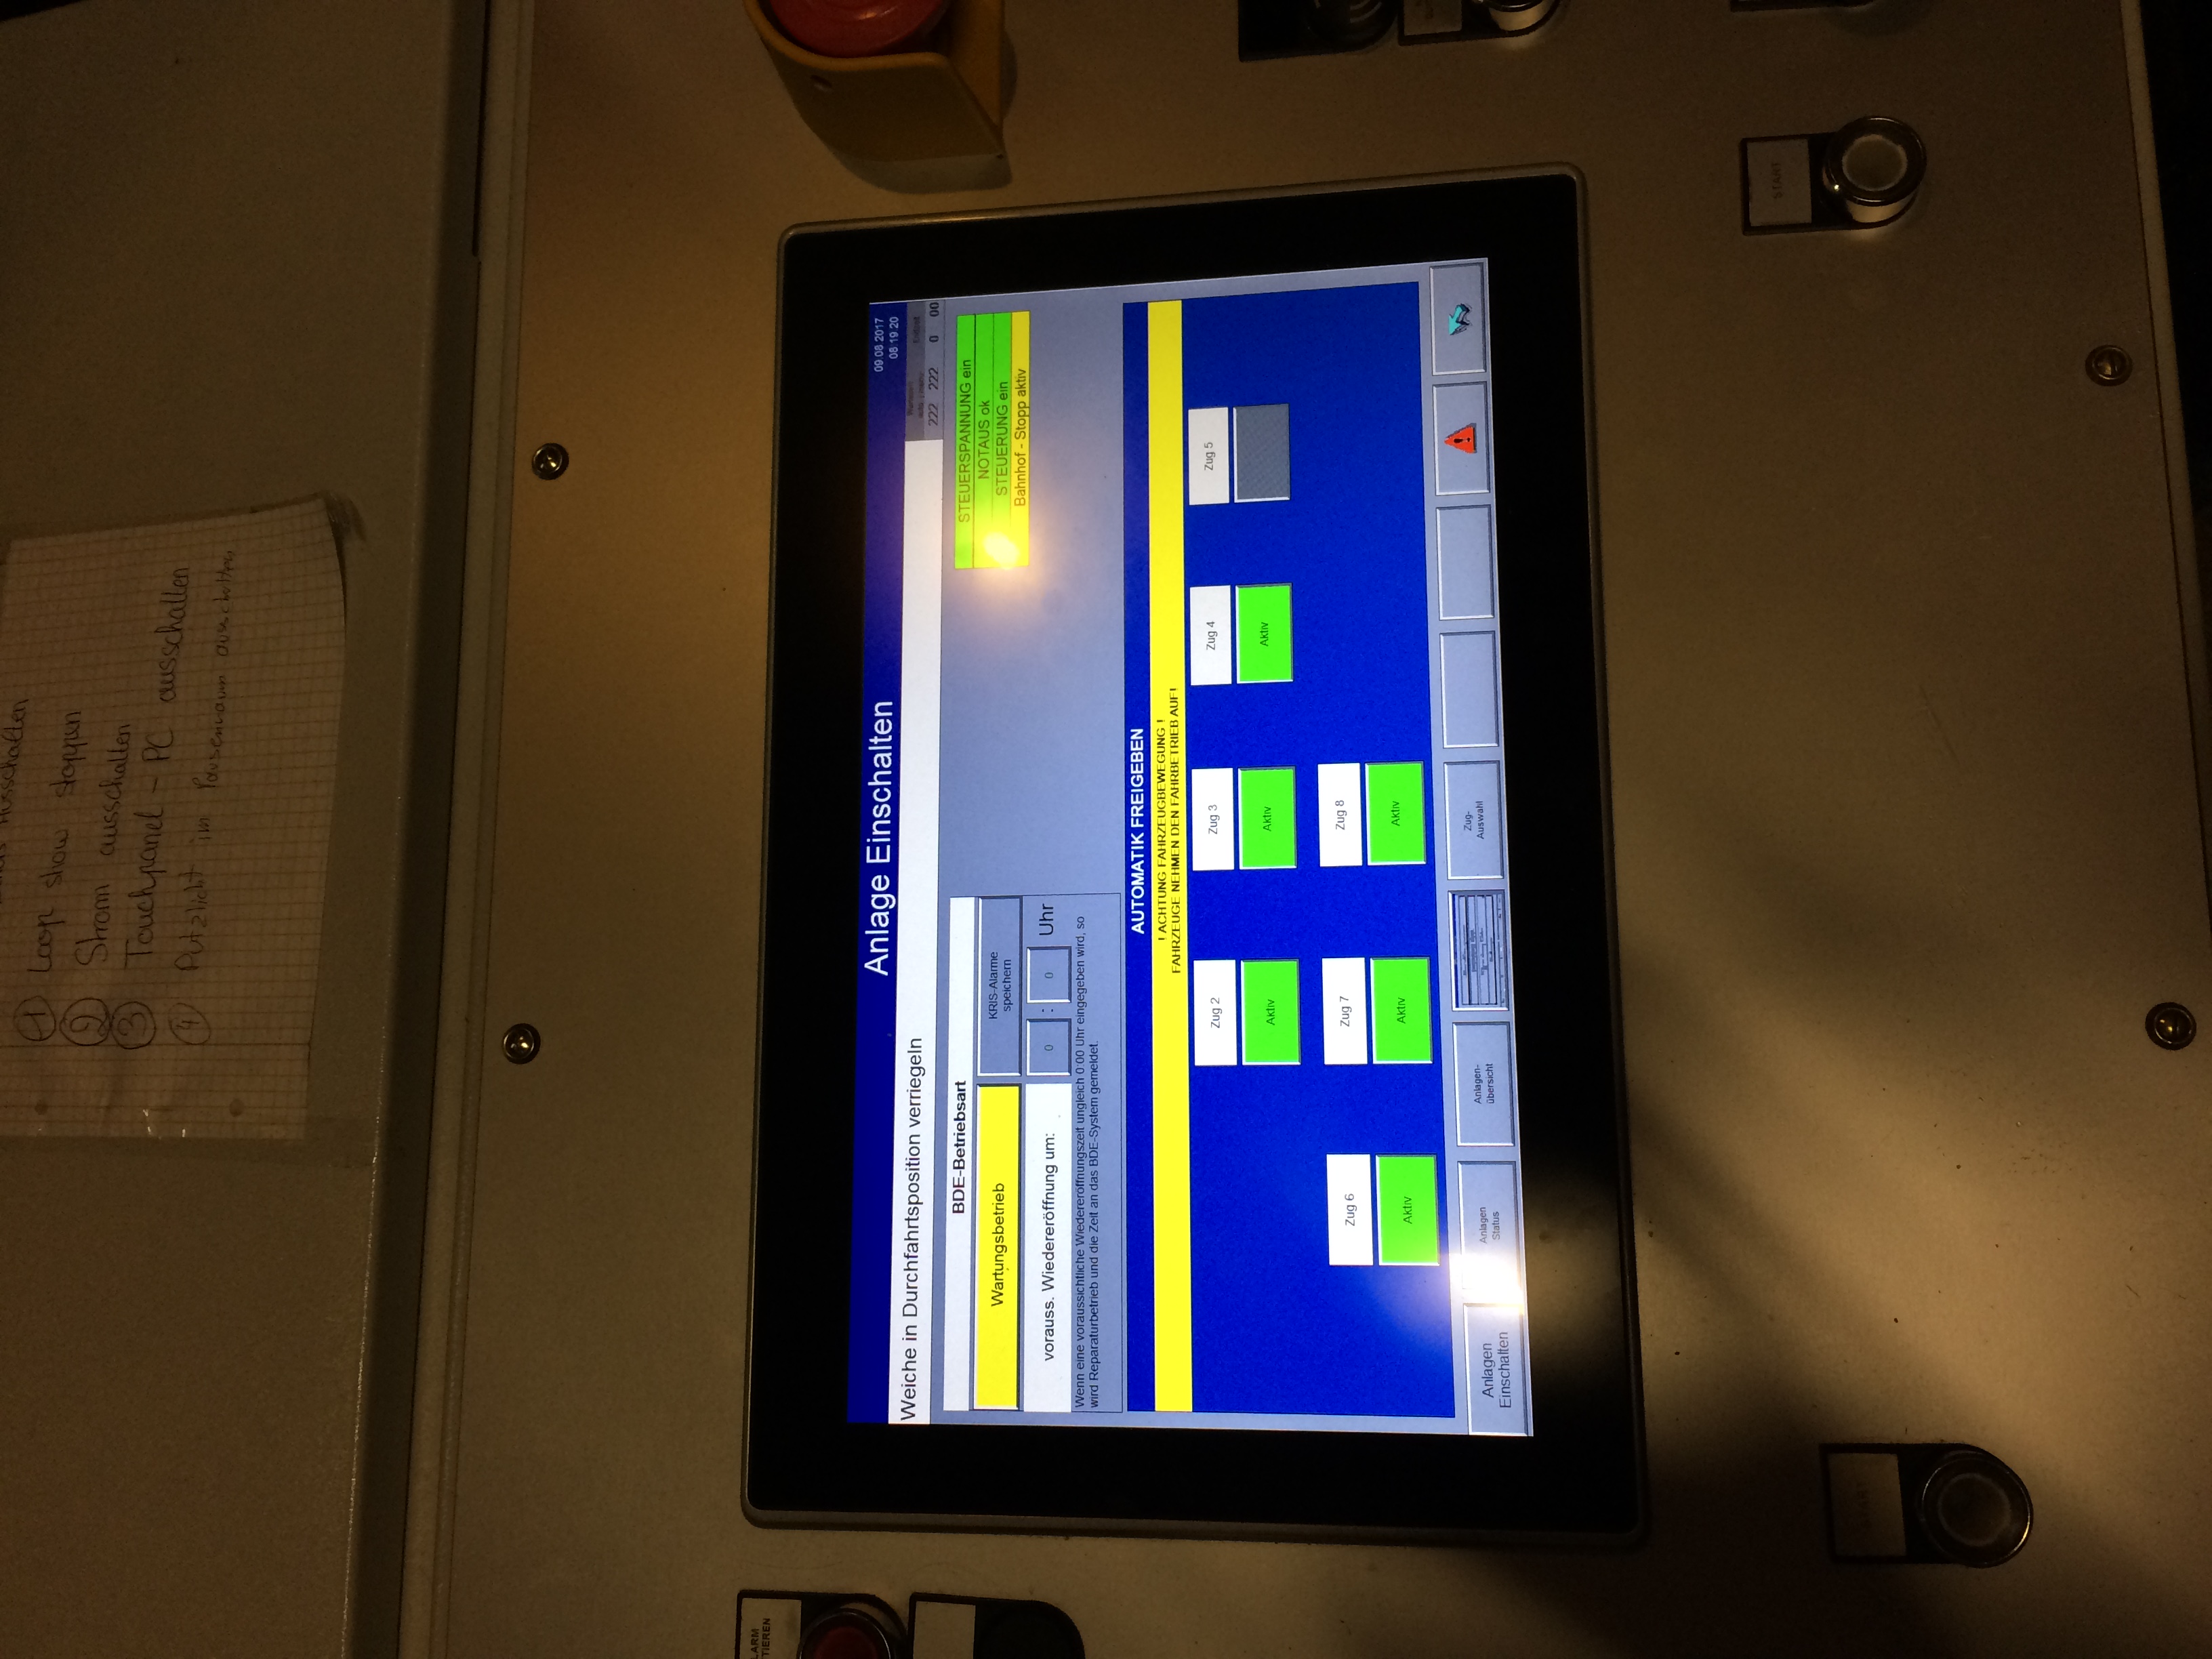 Ausschalten
1 Loop show stoppen
2 Strom ausschalten
3 Touchpanel - PC ausschalten
4 Putzlicht im Pausenraum ausschalten
LARM
TIEREN
Anlage Einschalten
09.08.2017
08:19:20
Weiche in Durchfahrtsposition verriegeln
222 222 0 00
BDE-Betriebsart
Wartungsbetrieb
KRIS-Alarme
speichern
vorauss. Wiedereröffnung um:
0 : 0 Uhr
Wenn eine voraussichtliche Wiedereröffnungszeit ungleich 0:00 Uhr eingegeben wird, so
wird Reparaturbetrieb und die Zeit an das BDE-System gemeldet.
STEUERSPANNUNG ein
NOTAUS ok
STEUERUNG ein
Bahnhof - Stopp aktiv
AUTOMATIK FREIGEBEN
! ACHTUNG FAHRZEUGBEWEGUNG !
FAHRZEUGE NEHMEN DEN FAHRBETRIEB AUF!
Zug 2 Zug 3 Zug 4 Zug 5
Aktiv Aktiv Aktiv
Zug 6 Zug 7 Zug 8
Aktiv Aktiv Aktiv
Anlagen
Einschalten
Anlagen
Status
Anlagen-
übersicht
Zug-
Auswahl
START
START